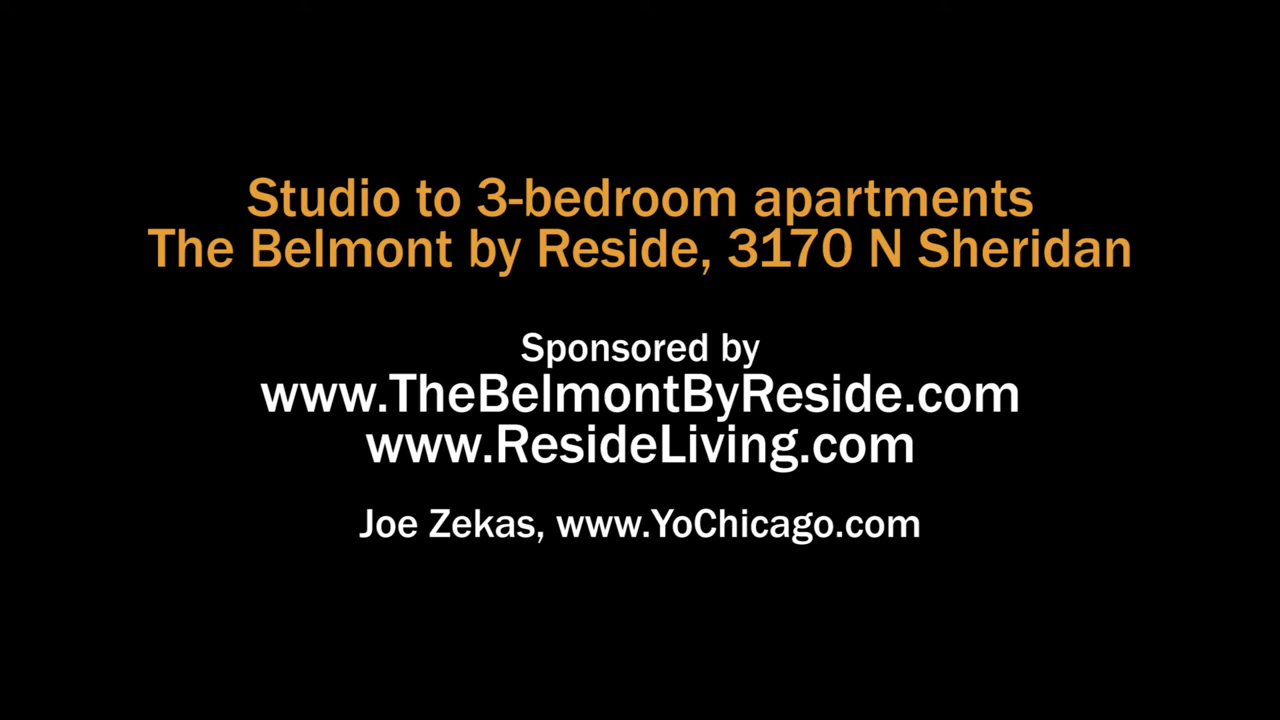 Studio to 3-bedroom apartments
The Belmont by Reside, 3170 N Sheridan
Sponsored by
www.TheBelmontByReside.com
www.ResideLiving.com
Joe Zekas, www.YoChicago.com